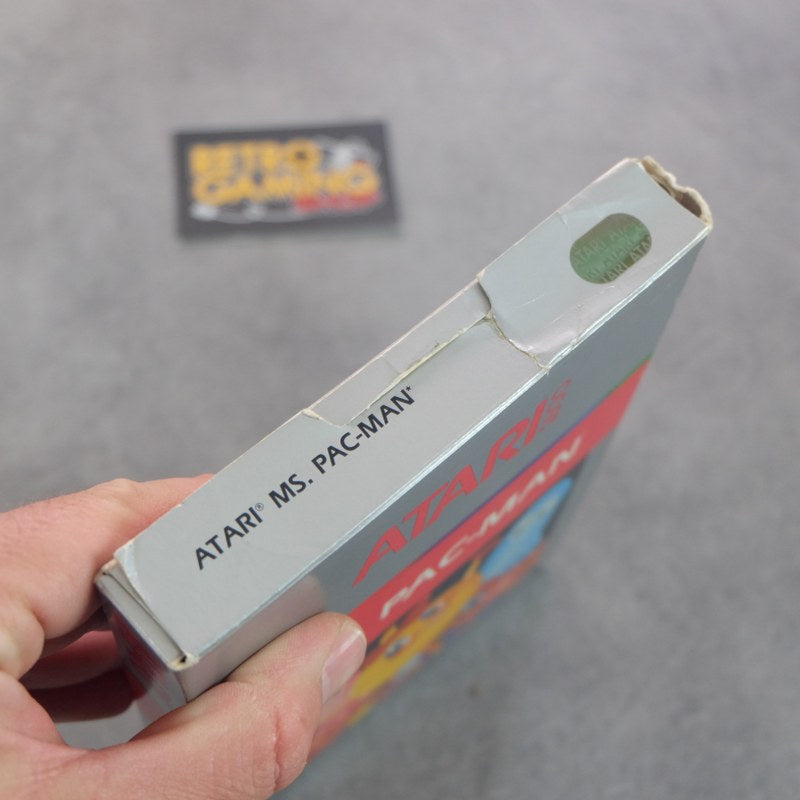 RETRO
GAMING
ATARI® MS. PAC-MAN*
ATARI
PAC-MAN